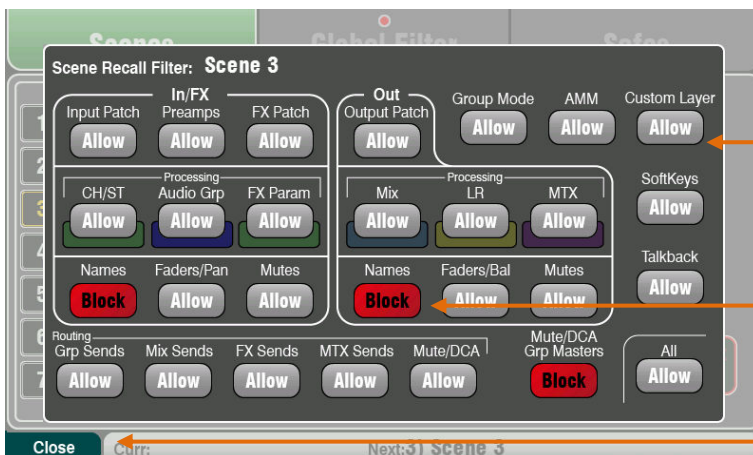 Scenes Global Filter Safes
Scene Recall Filter: Scene 3
In/FX Out
Input Patch Preamps FX Patch Output Patch Group Mode AMM Custom Layer
Allow Allow Allow Allow Allow Allow Allow
Processing Processing
CH/ST Audio Grp FX Param Mix LR MTX SoftKeys
Allow Allow Allow Allow Allow Allow Allow
Names Faders/Pan Mutes Names Faders/Bal Mutes Talkback
Block Allow Allow Block Allow Allow Allow
Routing
Grp Sends Mix Sends FX Sends MTX Sends Mute/DCA Mute/DCA Grp Masters All
Allow Allow Allow Allow Allow Block Allow
Close Curr: Next:3) Scene 3